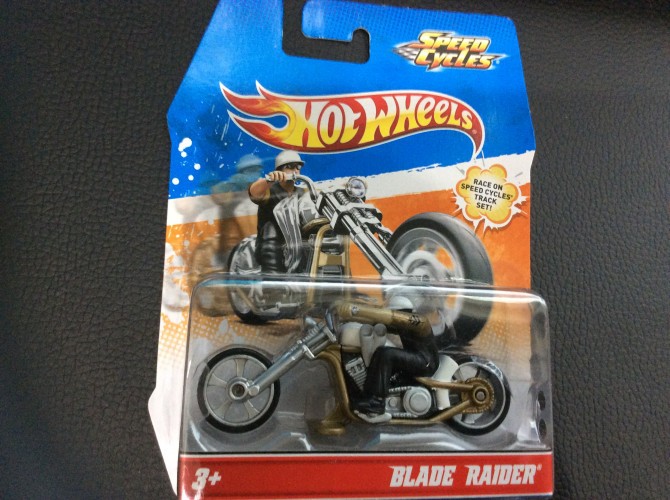 SPEED
CYCLES
HOT WHEELS
RACE ON
SPEED CYCLES
TRACK
SET!
3+
BLADE RAIDER